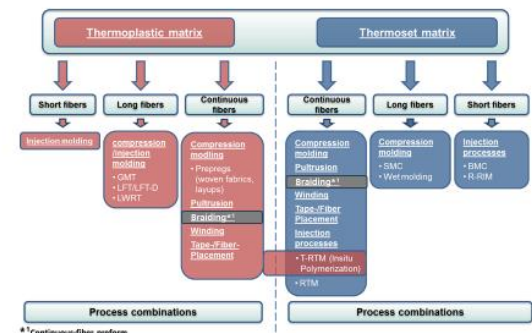 Thermoplastic matrix
Thermoset matrix
Short fibers
Long fibers
Continuous
fibers
Continuous
fibers
Long fibers
Short fibers
Injection molding
compression
/injection
molding
• GMT
• LFT/LFT-D
• LWRT
Compression
modling
• Prepregs
(woven fabrics,
layups)
Pultrusion
Braiding*¹
Winding
Tape-/Fiber-
Placement
Compression
molding
Pultrusion
Braiding*¹
Winding
Tape-/Fiber
Placement
Injection
processes
• T-RTM (Insitu
Polymerization)
• RTM
Compression
molding
• SMC
• Wet molding
Injection
processes
• BMC
• R-RIM
Process combinations
Process combinations
*¹Continuous-fiber preform